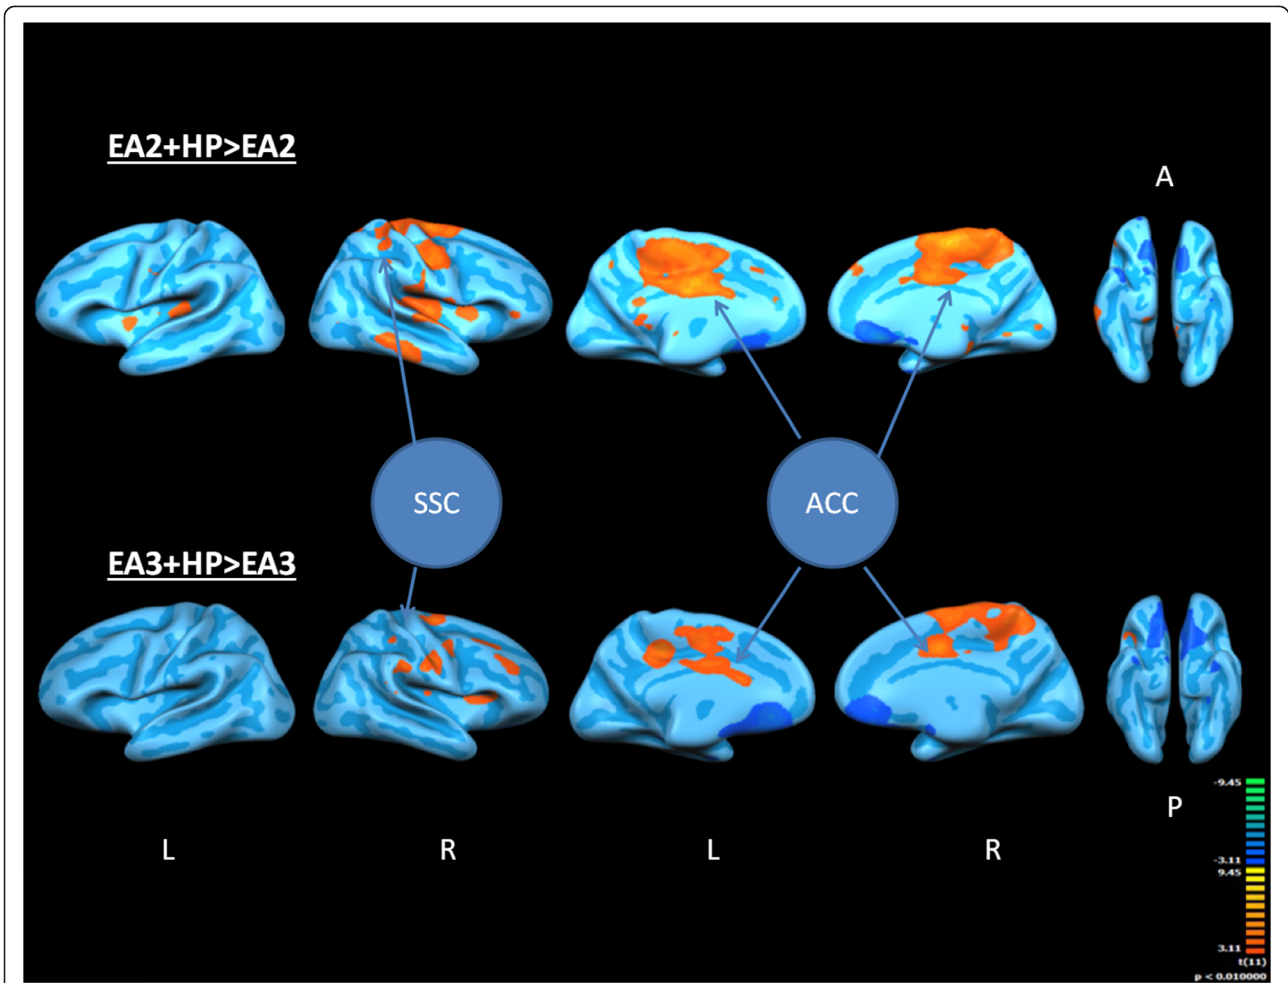 EA2+HP>EA2
A
SSC
ACC
EA3+HP>EA3
P
L
R
L
R
-9.45
-3.11
9.45
3.11
t(11)
p < 0.010000